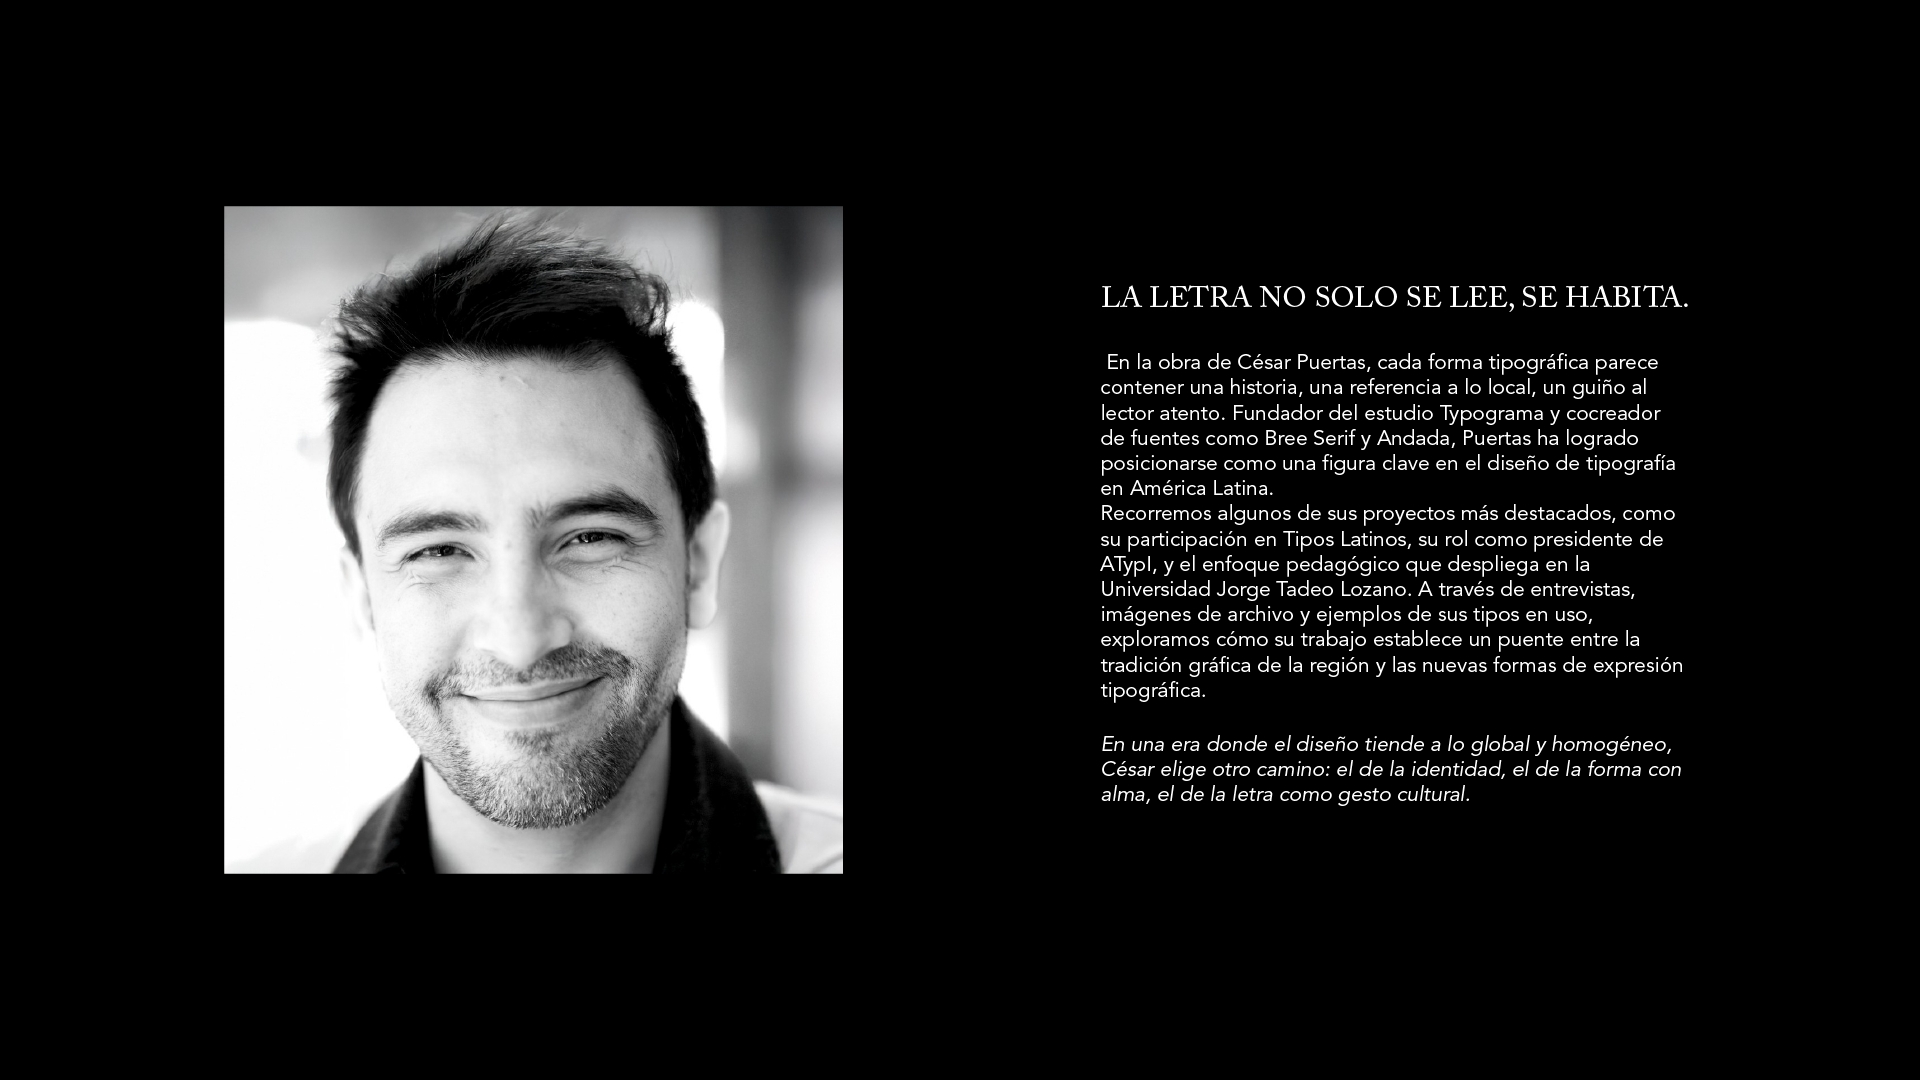 LA LETRA NO SOLO SE LEE, SE HABITA.
En la obra de César Puertas, cada forma tipográfica parece
contener una historia, una referencia a lo local, un guiño al
lector atento. Fundador del estudio Typograma y cocreador
de fuentes como Bree Serif y Andada, Puertas ha logrado
posicionarse como una figura clave en el diseño de tipografía
en América Latina.
Recorremos algunos de sus proyectos más destacados, como
su participación en Tipos Latinos, su rol como presidente de
ATypI, y el enfoque pedagógico que despliega en la
Universidad Jorge Tadeo Lozano. A través de entrevistas,
imágenes de archivo y ejemplos de sus tipos en uso,
exploramos cómo su trabajo establece un puente entre la
tradición gráfica de la región y las nuevas formas de expresión
tipográfica.
En una era donde el diseño tiende a lo global y homogéneo,
César elige otro camino: el de la identidad, el de la forma con
alma, el de la letra como gesto cultural.